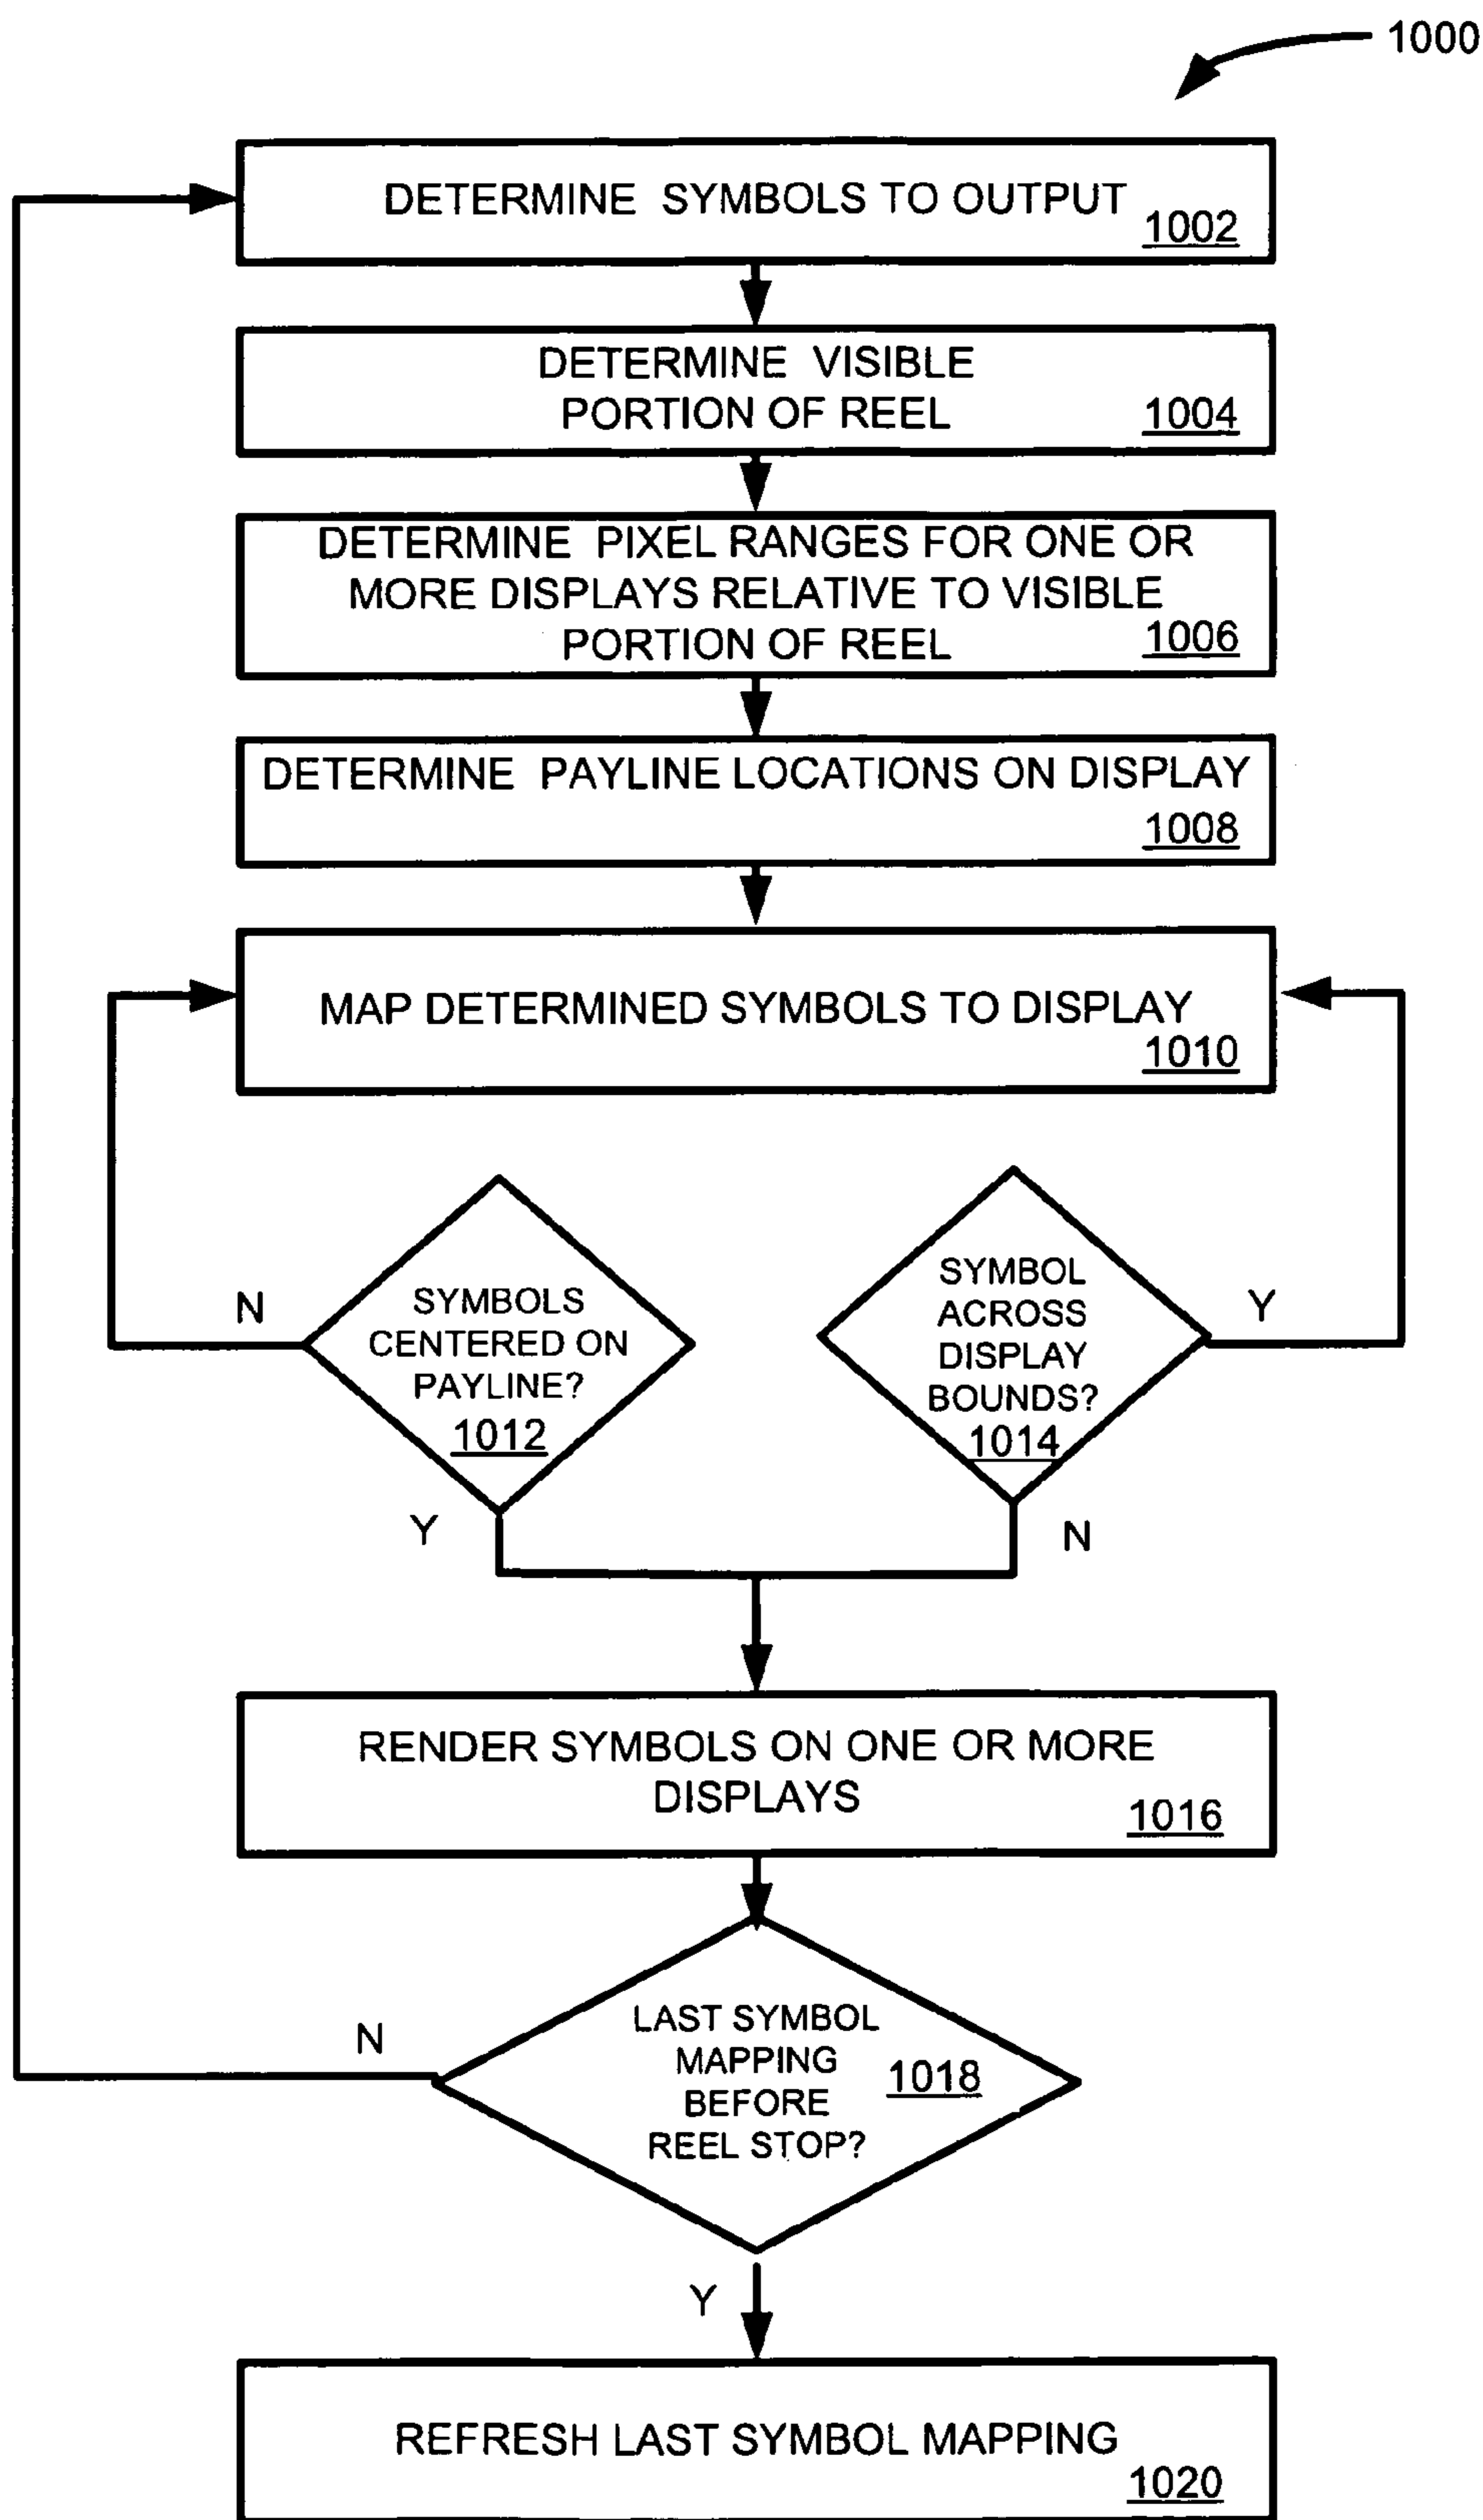 1000
DETERMINE SYMBOLS TO OUTPUT
1002
DETERMINE VISIBLE
PORTION OF REEL
1004
DETERMINE PIXEL RANGES FOR ONE OR
MORE DISPLAYS RELATIVE TO VISIBLE
PORTION OF REEL
1006
DETERMINE PAYLINE LOCATIONS ON DISPLAY
1008
MAP DETERMINED SYMBOLS TO DISPLAY
1010
N
SYMBOLS
CENTERED ON
PAYLINE?
1012
Y
SYMBOL
ACROSS
DISPLAY
BOUNDS?
1014
Y
N
RENDER SYMBOLS ON ONE OR MORE
DISPLAYS
1016
N
LAST SYMBOL
MAPPING
BEFORE
REEL STOP?
1018
Y
REFRESH LAST SYMBOL MAPPING
1020